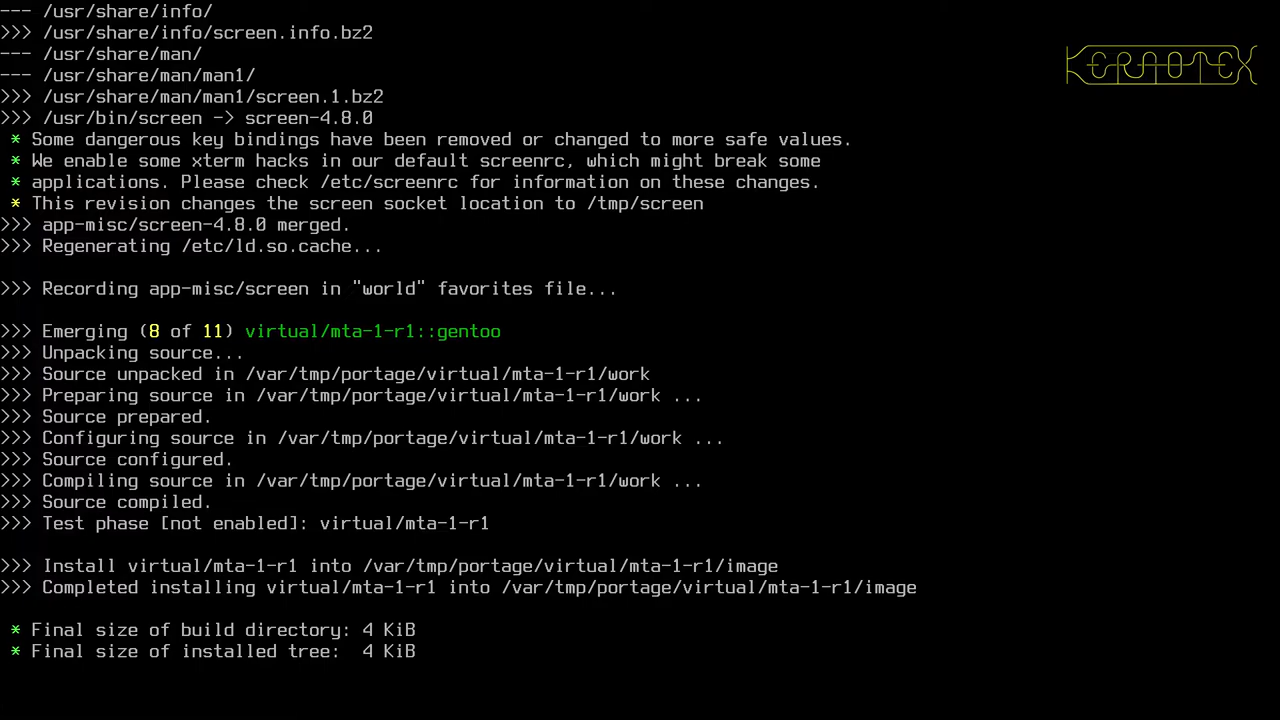 --- /usr/share/info/
>>> /usr/share/info/screen.info.bz2
--- /usr/share/man/
--- /usr/share/man/man1/
>>> /usr/share/man/man1/screen.1.bz2
>>> /usr/bin/screen -> screen-4.8.0
* Some dangerous key bindings have been removed or changed to more safe values.
* We enable some xterm hacks in our default screenrc, which might break some
* applications. Please check /etc/screenrc for information on these changes.
* This revision changes the screen socket location to /tmp/screen
>>> app-misc/screen-4.8.0 merged.
>>> Regenerating /etc/ld.so.cache...
>>> Recording app-misc/screen in "world" favorites file...
>>> Emerging (8 of 11) virtual/mta-1-r1::gentoo
>>> Unpacking source...
>>> Source unpacked in /var/tmp/portage/virtual/mta-1-r1/work
>>> Preparing source in /var/tmp/portage/virtual/mta-1-r1/work ...
>>> Source prepared.
>>> Configuring source in /var/tmp/portage/virtual/mta-1-r1/work ...
>>> Source configured.
>>> Compiling source in /var/tmp/portage/virtual/mta-1-r1/work ...
>>> Source compiled.
>>> Test phase [not enabled]: virtual/mta-1-r1
>>> Install virtual/mta-1-r1 into /var/tmp/portage/virtual/mta-1-r1/image
>>> Completed installing virtual/mta-1-r1 into /var/tmp/portage/virtual/mta-1-r1/image
* Final size of build directory: 4 KiB
* Final size of installed tree:  4 KiB
KERNOTEX